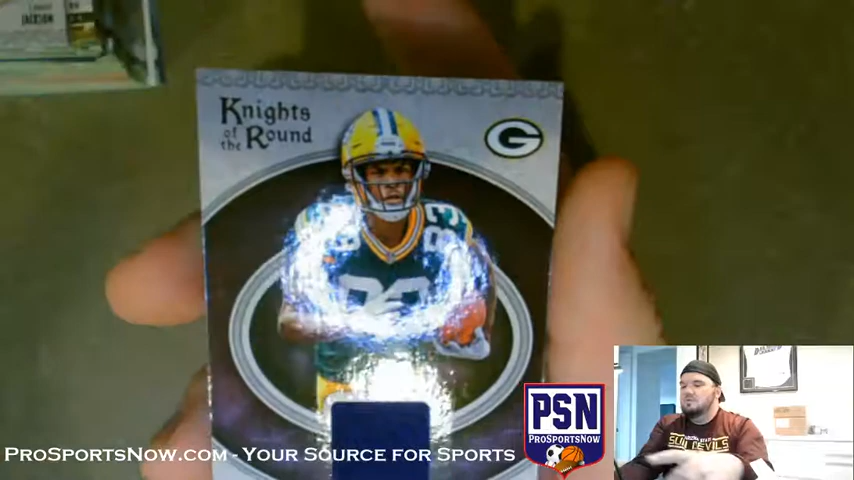 JACKSON
Knights
of the Round
G
83
PSN
ProSportsNow
SUN DEVILS
ProSportsNow.com - Your Source for Sports